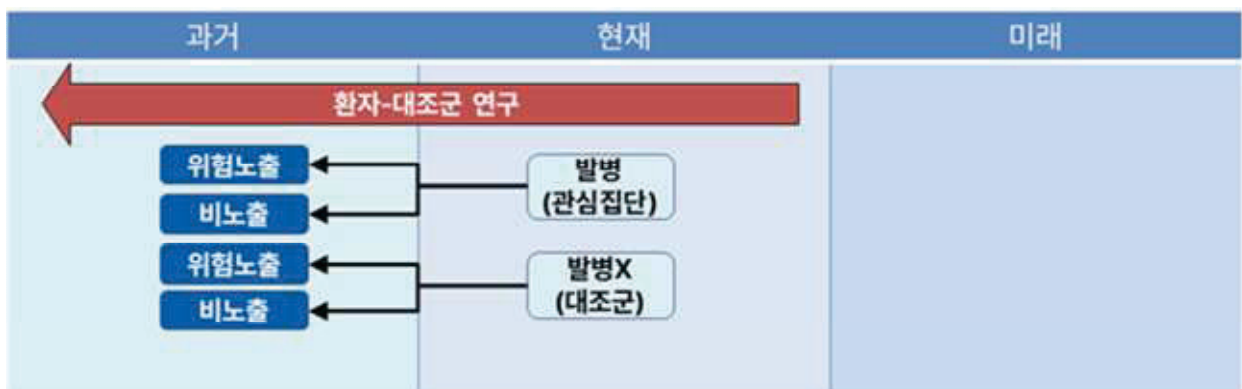 과거
현재
미래
환자-대조군 연구
위험노출
비노출
발병
(관심집단)
위험노출
비노출
발병X
(대조군)